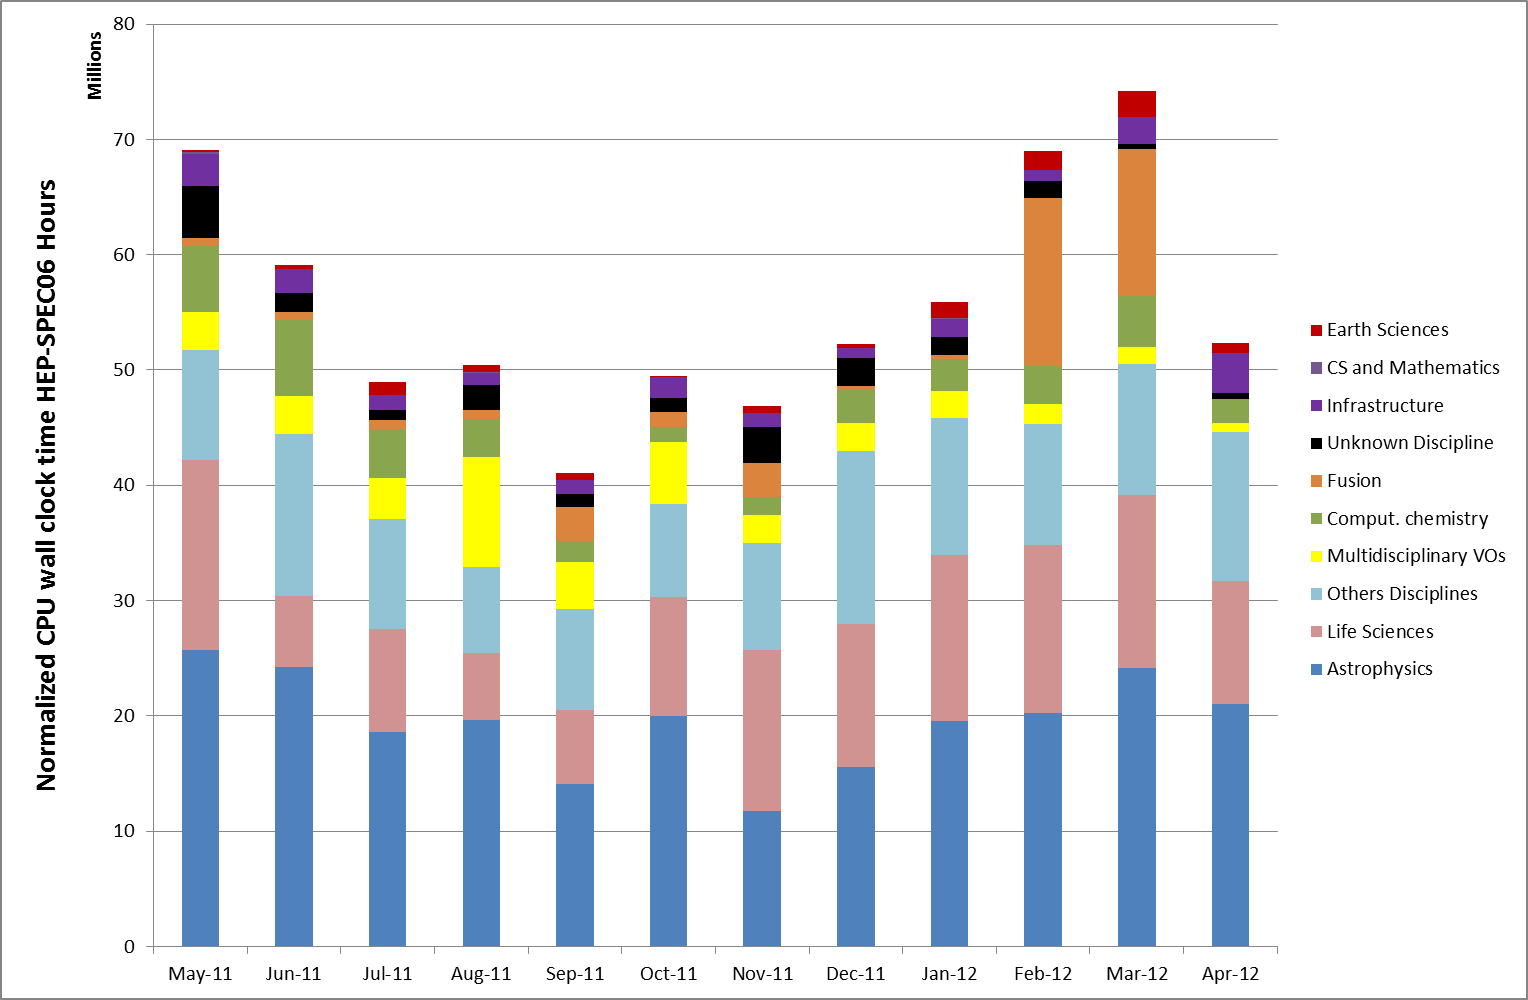 Millions
Normalized CPU wall clock time HEP-SPEC06 Hours
80
70
60
50
40
30
20
10
0
May-11 Jun-11 Jul-11 Aug-11 Sep-11 Oct-11 Nov-11 Dec-11 Jan-12 Feb-12 Mar-12 Apr-12
Earth Sciences
CS and Mathematics
Infrastructure
Unknown Discipline
Fusion
Comput. chemistry
Multidisciplinary VOs
Others Disciplines
Life Sciences
Astrophysics